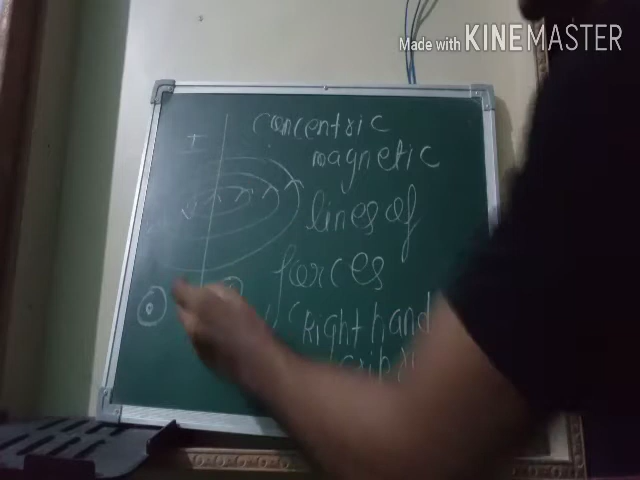 Made with KINEMASTER
I
concentric
magnetic
lines of
forces
Right hand